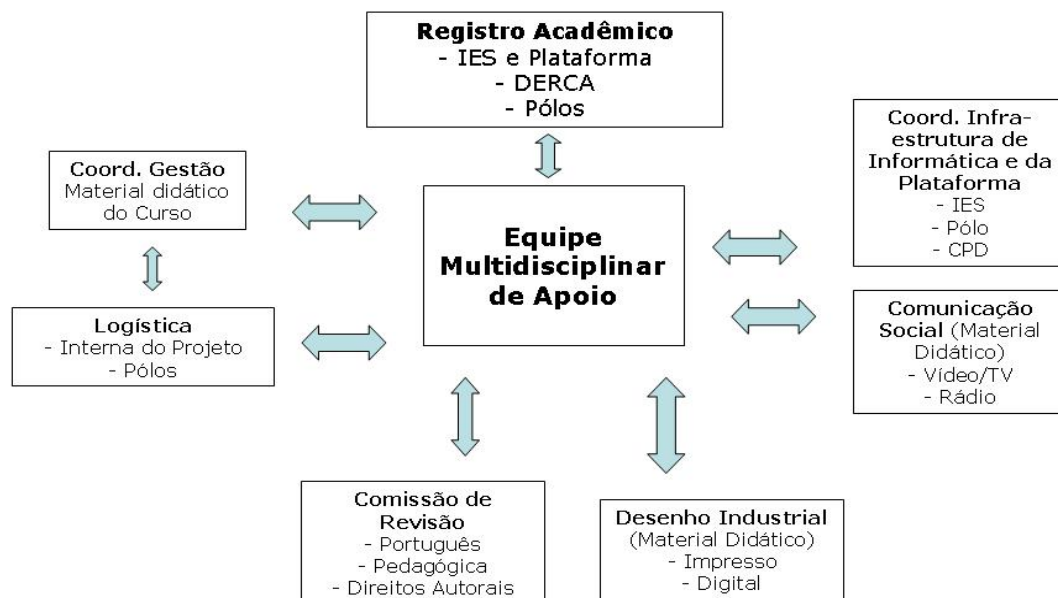 Registro Acadêmico
- IES e Plataforma
- DERCA
- Pólos
Coord. Gestão
Material didático
do Curso
Equipe
Multidisciplinar
de Apoio
Coord. Infra-
estrutura de
Informática e da
Plataforma
- IES
- Pólo
- CPD
Logística
- Interna do Projeto
- Pólos
Comunicação
Social (Material
Didático)
- Vídeo/TV
- Rádio
Comissão de
Revisão
- Português
- Pedagógica
- Direitos Autorais
Desenho Industrial
(Material Didático)
- Impresso
- Digital